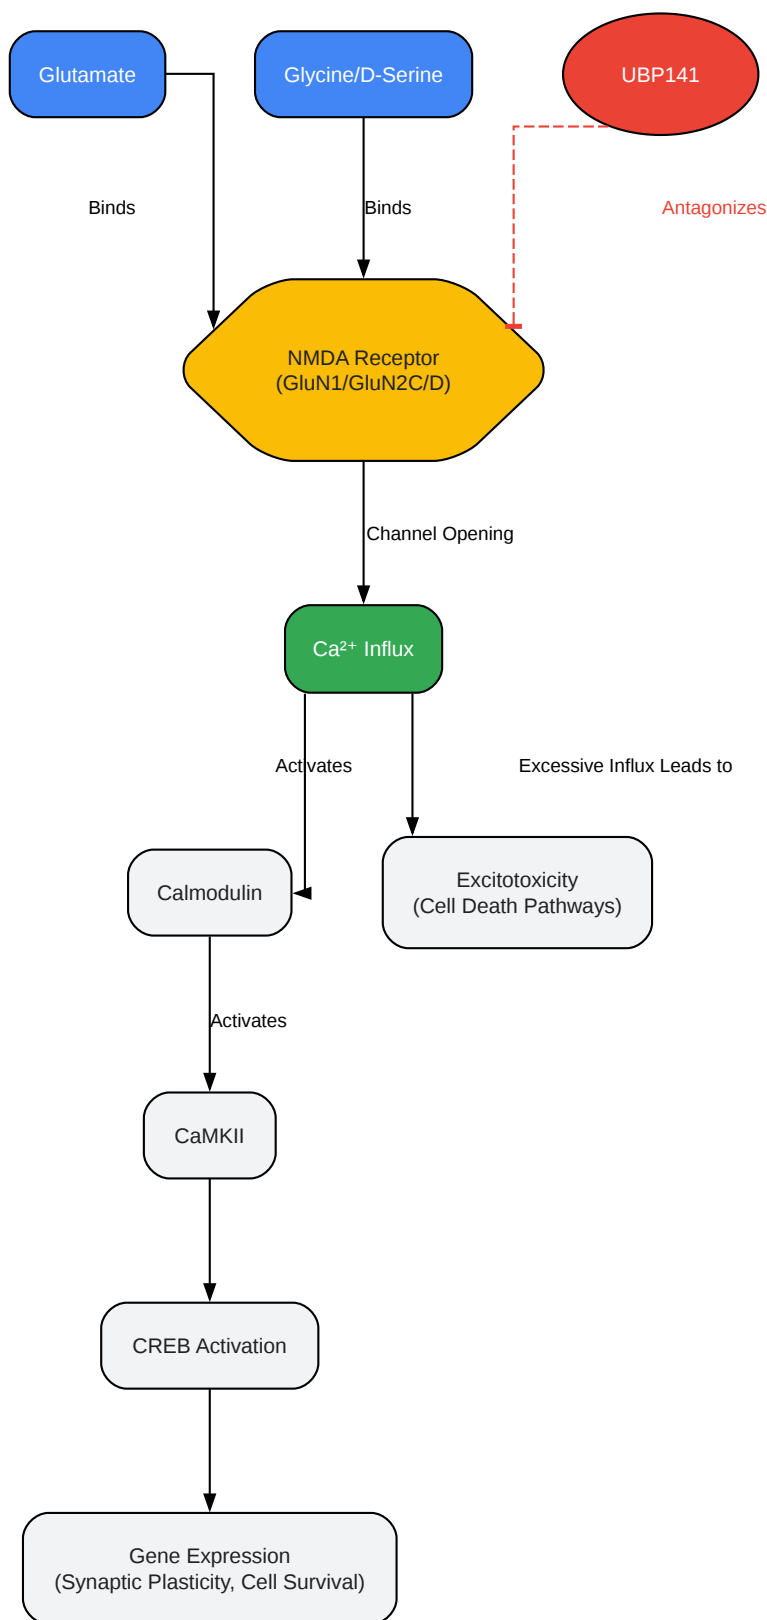 Glutamate
Glycine/D-Serine
UBP141
Binds
Binds
Antagonizes
NMDA Receptor
(GluN1/GluN2C/D)
Channel Opening
Ca²⁺ Influx
Activates
Excessive Influx Leads to
Calmodulin
Excitotoxicity
(Cell Death Pathways)
Activates
CaMKII
CREB Activation
Gene Expression
(Synaptic Plasticity, Cell Survival)